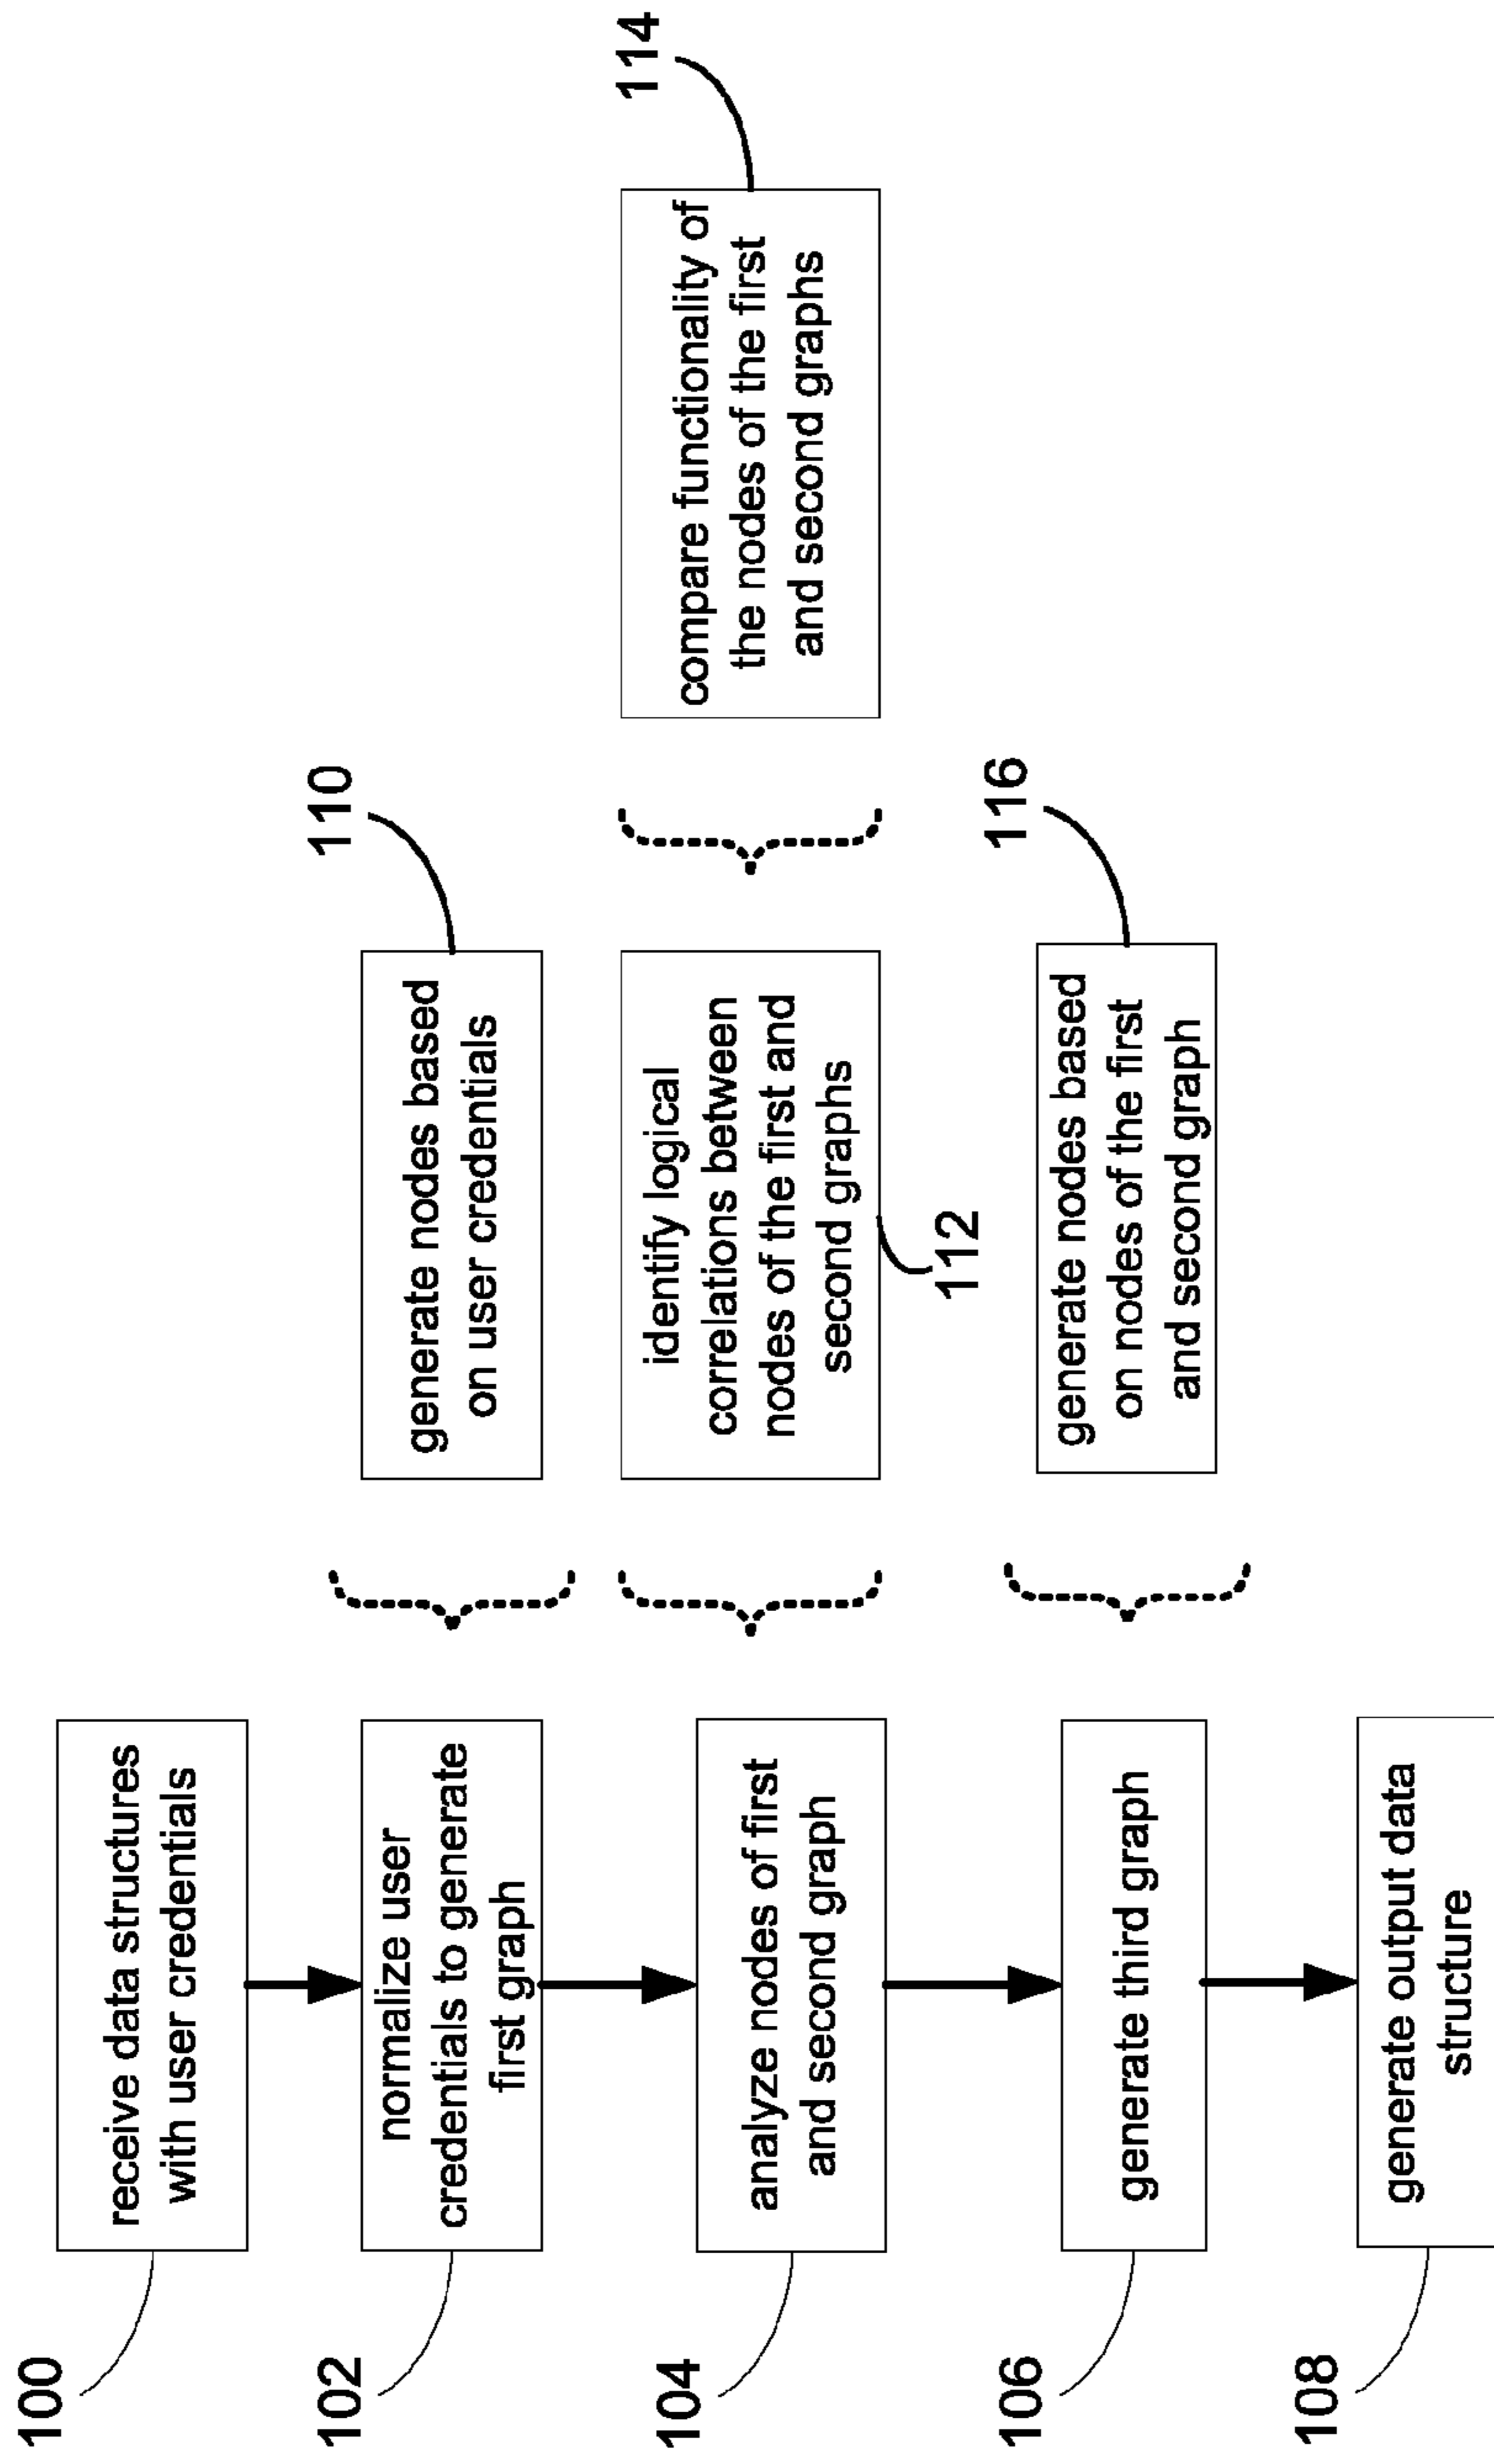 100
receive data structures
with user credentials
102
normalize user
credentials to generate
first graph
110
generate nodes based
on user credentials
104
analyze nodes of first
and second graph
identify logical
correlations between
nodes of the first and
second graphs
112
114
compare functionality of
the nodes of the first
and second graphs
106
generate third graph
116
generate nodes based
on nodes of the first
and second graph
108
generate output data
structure